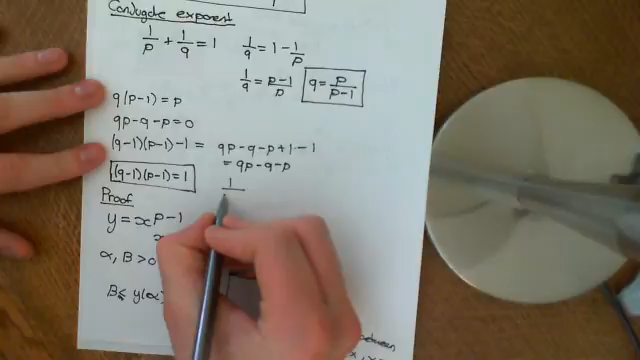 Conjugate exponent
1/p + 1/q = 1
1/q = 1 - 1/p
1/q = p-1/p
q = p/p-1
q(p-1) = p
qp-q-p=0
(q-1)(p-1)-1 = qp-q-p+1-1
= qp-q-p
(q-1)(p-1)=1
1
Proof
y = x^p-1
α, B > 0
B ≤ y(α)
between